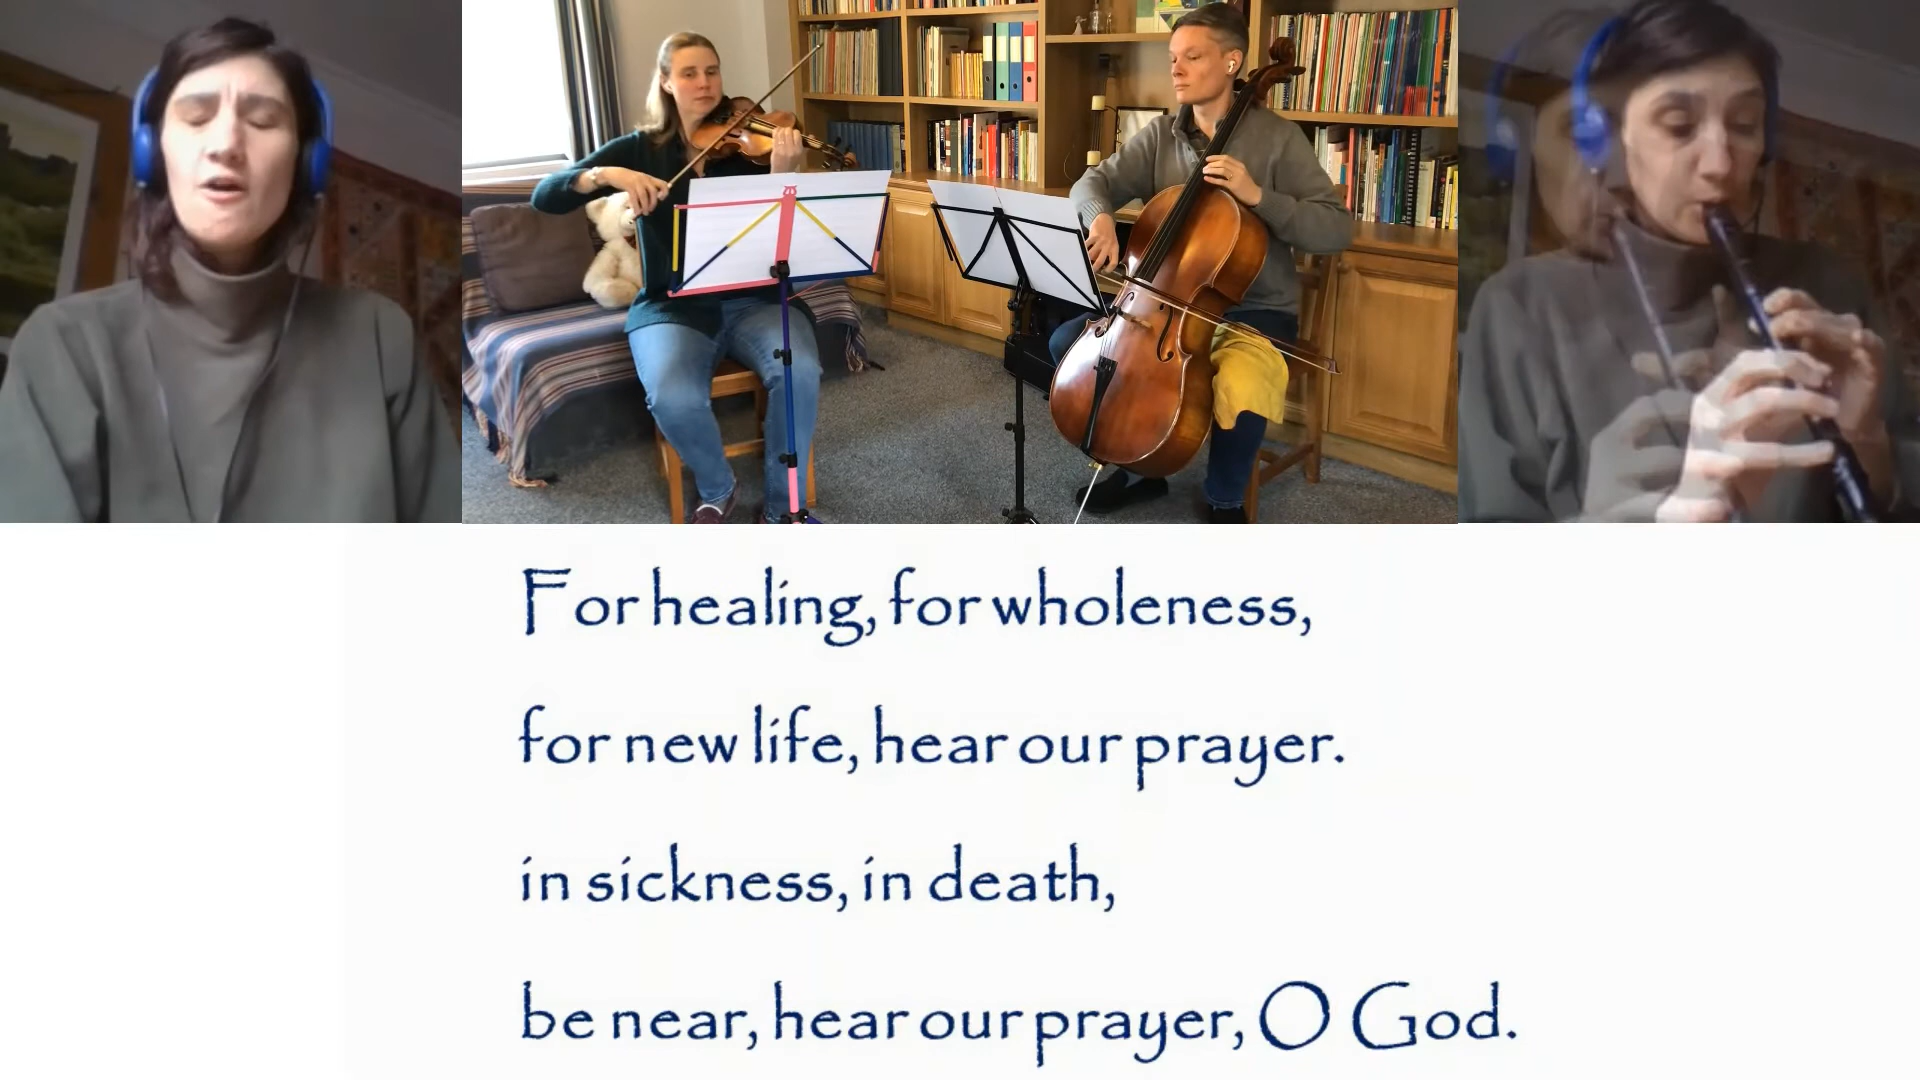 For healing, for wholeness,
for new life, hear our prayer.
in sickness, in death,
be near, hear our prayer, O God.